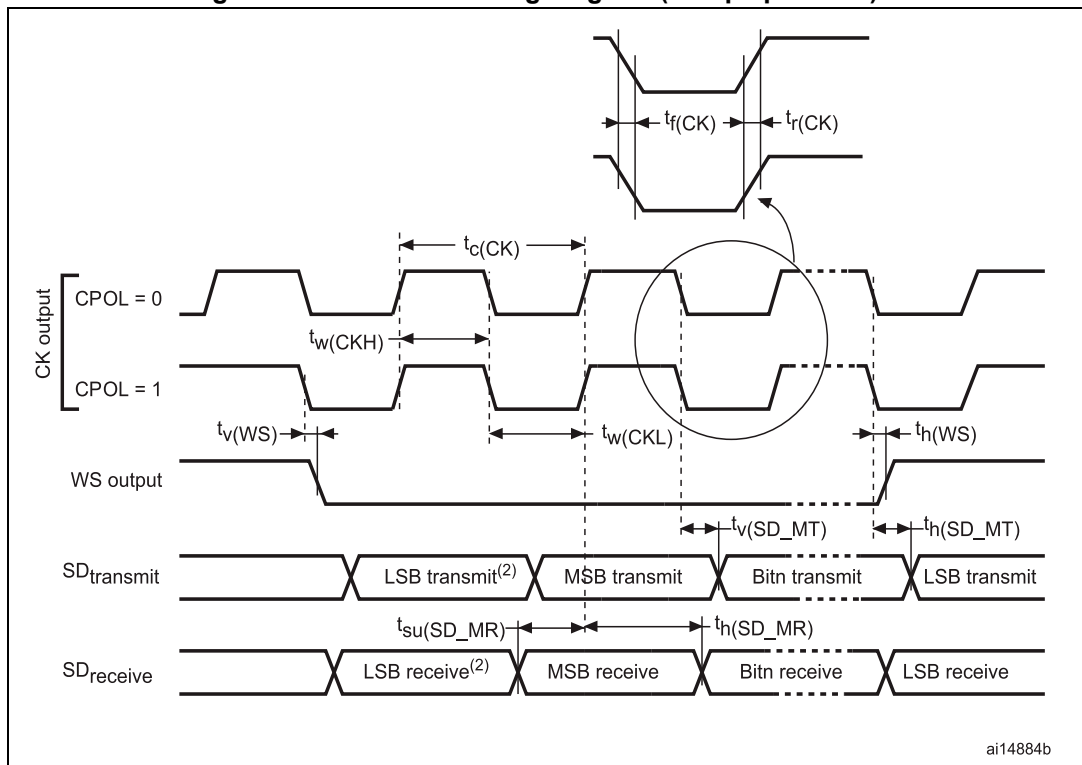 tf(CK)
tr(CK)
tc(CK)
CK output
CPOL = 0
tw(CKH)
CPOL = 1
tv(WS)
tw(CKL)
th(WS)
WS output
tv(SD_MT)
th(SD_MT)
SDtransmit
LSB transmit(2)
MSB transmit
Bitn transmit
LSB transmit
tsu(SD_MR)
th(SD_MR)
SDreceive
LSB receive(2)
MSB receive
Bitn receive
LSB receive
ai14884b